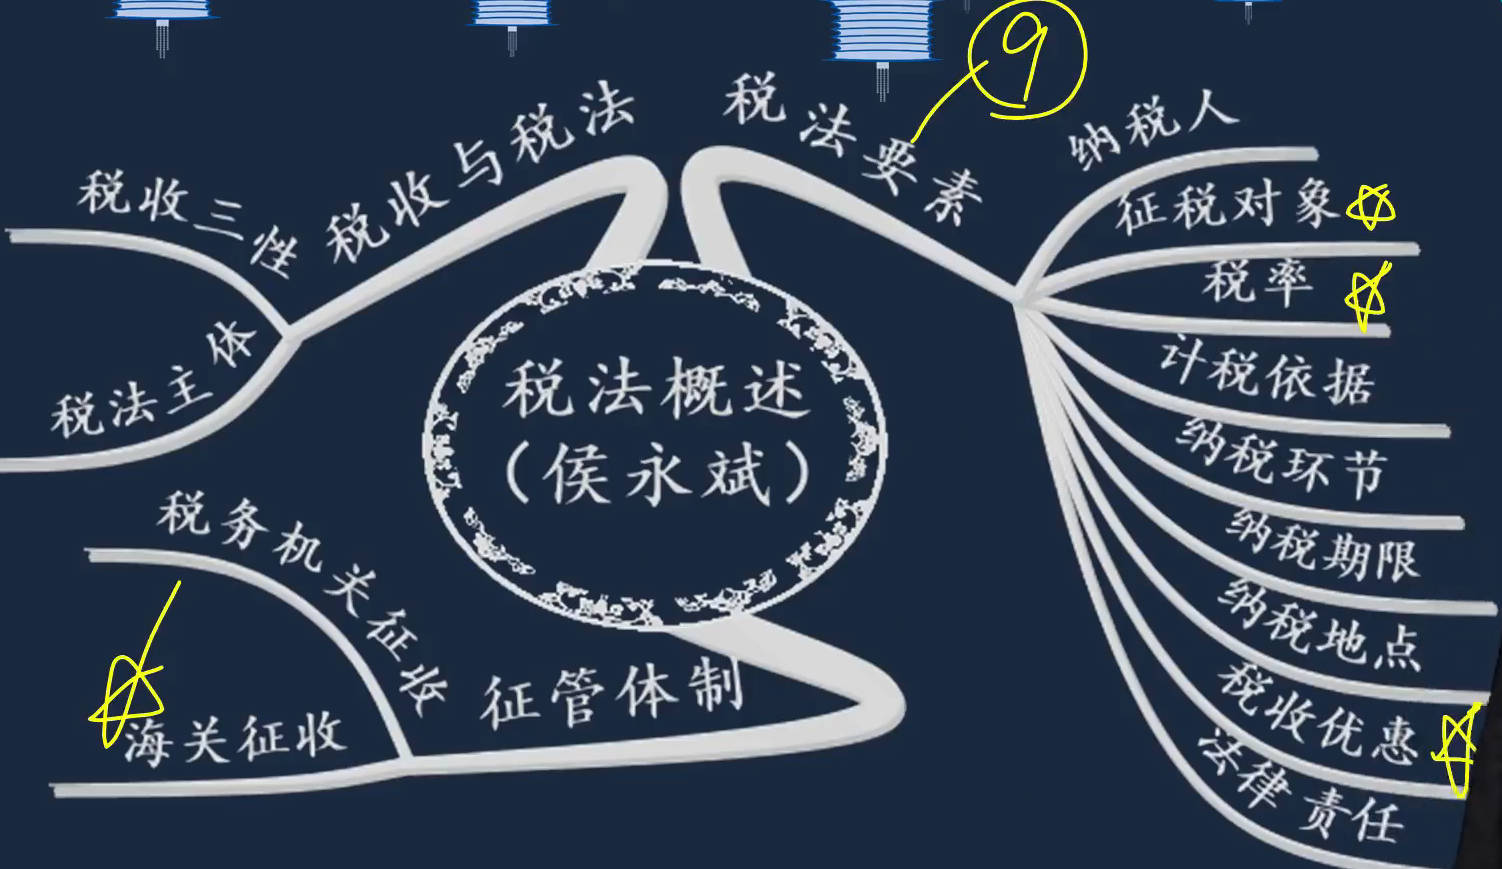 税法概述
（侯永斌）
税收与税法
税收三性
税法主体
税法要素
9
纳税人
征税对象
税率
计税依据
纳税环节
纳税期限
纳税地点
税收优惠
法律责任
征管体制
税务机关征收
海关征收